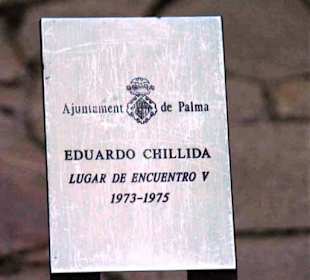 Ajuntament de Palma
EDUARDO CHILLIDA
LUGAR DE ENCUENTRO V
1973-1975